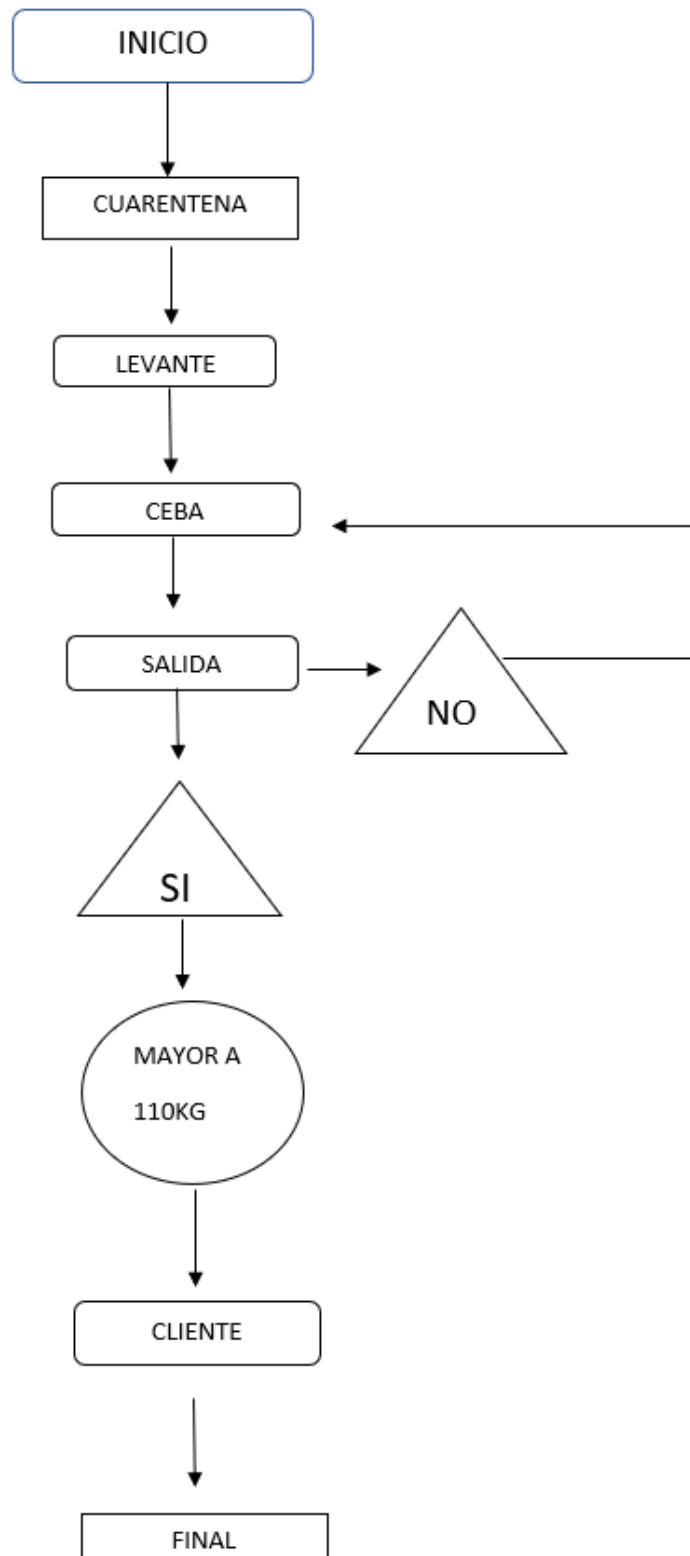 INICIO
CUARENTENA
LEVANTE
CEBA
SALIDA
NO
SI
MAYOR A
110KG
CLIENTE
FINAL